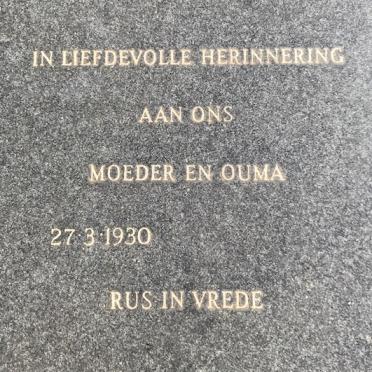 IN LIEFDEVOLLE HERINNERING
AAN ONS
MOEDER EN OUMA
27·3·1930
RUS IN VREDE